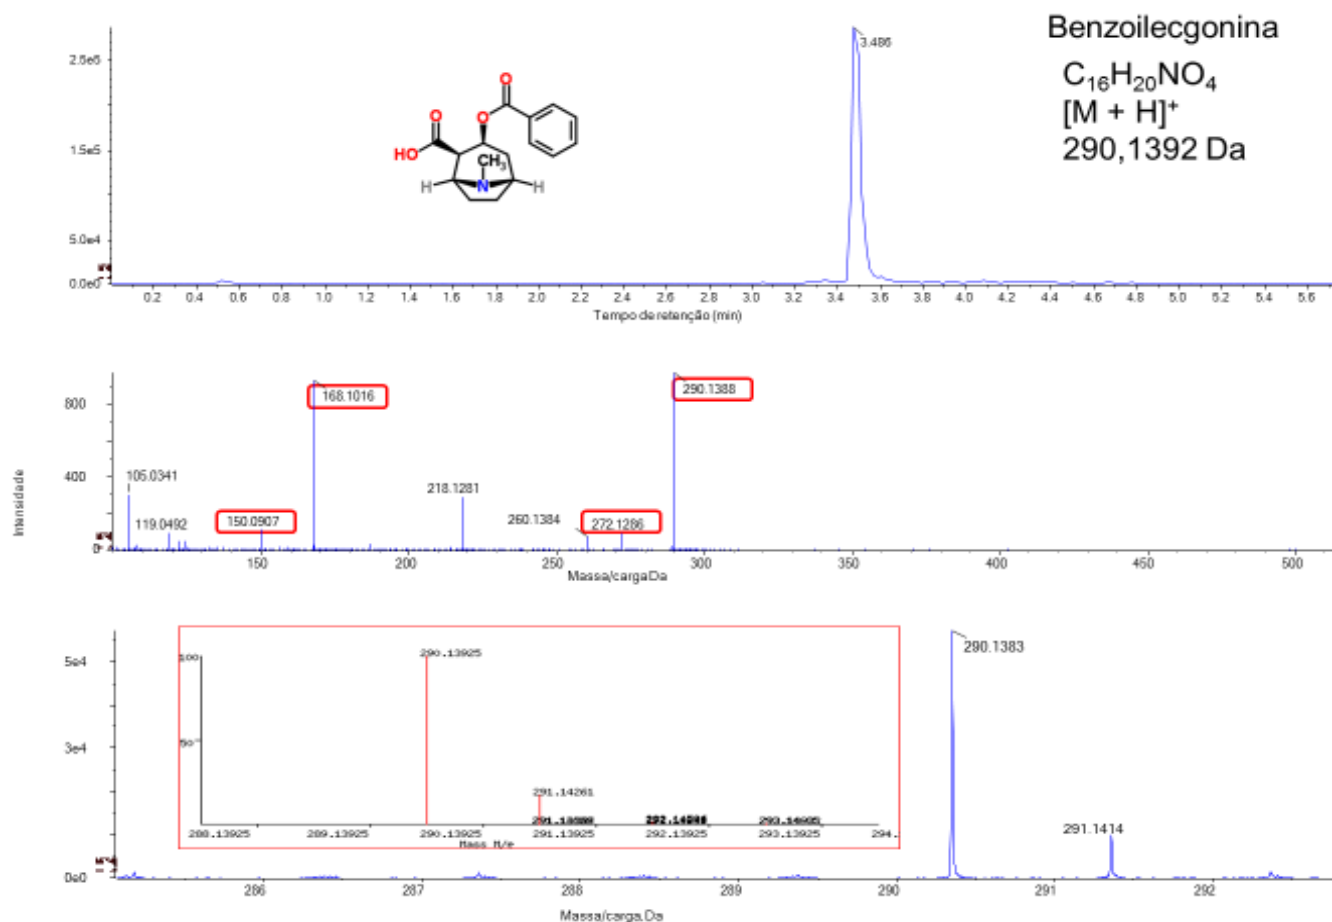 Benzoilecgonina
C₁₆H₂₀NO₄
[M + H]⁺
290,1392 Da
3.486
2.5e5
1.5e5
5.0e4
0.0e0
O
O
O
HO
CH₃
H
N
H
0.2 0.4 0.6 0.8 1.0 1.2 1.4 1.6 1.8 2.0 2.2 2.4 2.6 2.8 3.0 3.2 3.4 3.6 3.8 4.0 4.2 4.4 4.6 4.8 5.0 5.2 5.4 5.6
Tempo de retenção (min)
Intensidade
800
400
0
105.0341
119.0492
150.0907
168.1016
218.1281
260.1384
272.1286
290.1388
150 200 250 300 350 400 450 500
Massa/carga Da
5e4
3e4
0e0
290.1383
291.1414
100
50
290.13925
291.14261
288.13925 289.13925 290.13925 291.13925 292.13925 293.13925 294.
Mass M/e
286 287 288 289 290 291 292
Massa/carga, Da